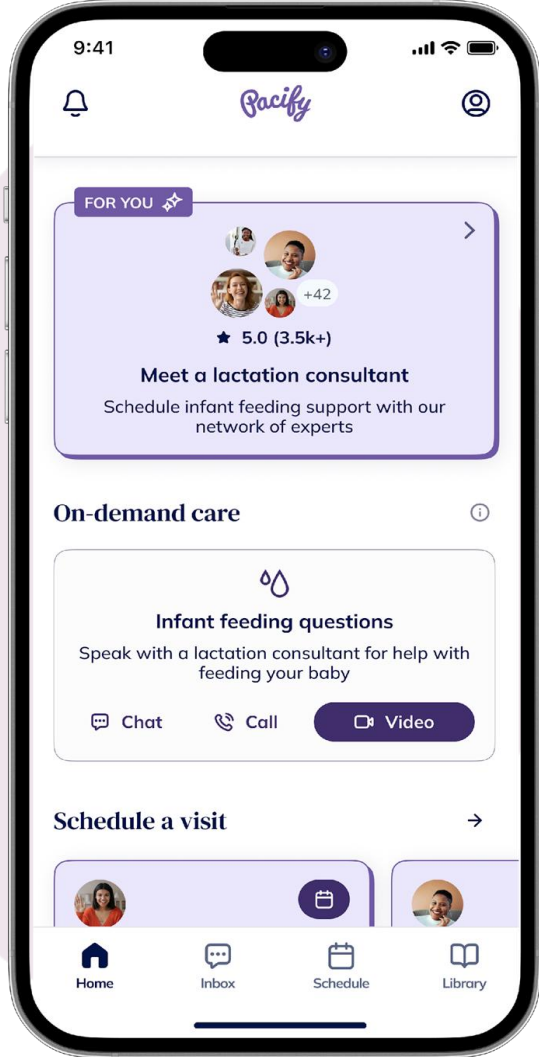 9:41
Pacify
FOR YOU
+42
5.0 (3.5k+)
Meet a lactation consultant
Schedule infant feeding support with our
network of experts
On-demand care
Infant feeding questions
Speak with a lactation consultant for help with
feeding your baby
Chat
Call
Video
Schedule a visit
Home
Inbox
Schedule
Library